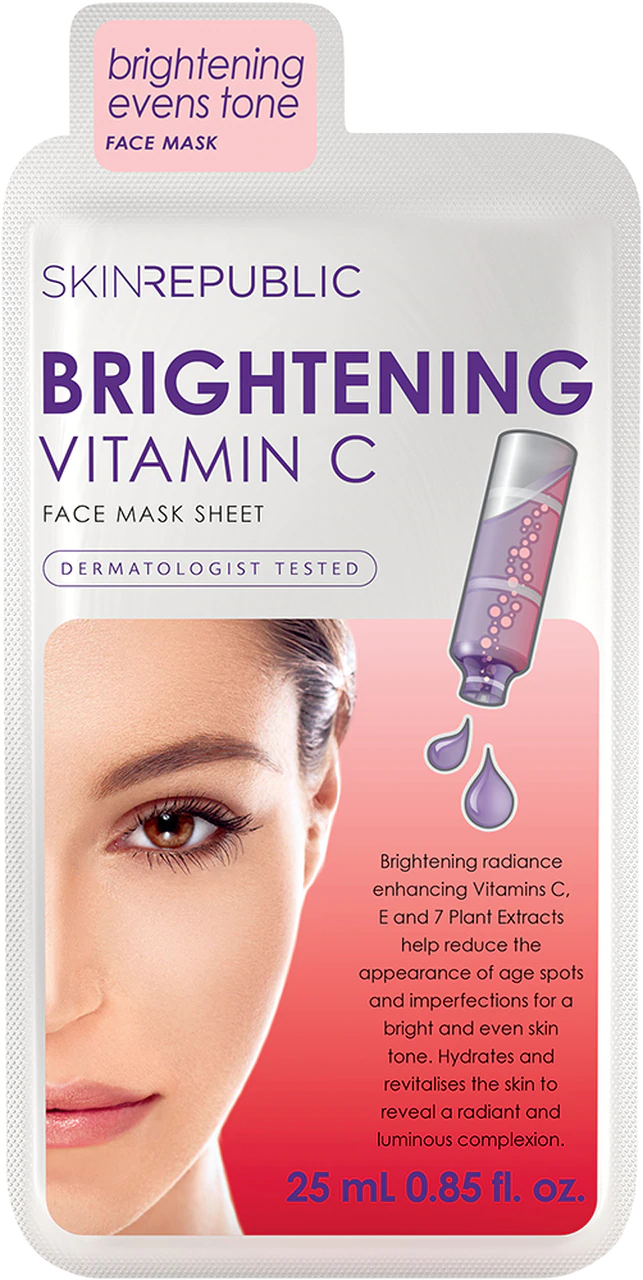 brightening
evens tone
FACE MASK
SKINREPUBLIC
BRIGHTENING
VITAMIN C
FACE MASK SHEET
DERMATOLOGIST TESTED
Brightening radiance
enhancing Vitamins C,
E and 7 Plant Extracts
help reduce the
appearance of age spots
and imperfections for a
bright and even skin
tone. Hydrates and
revitalises the skin to
reveal a radiant and
luminous complexion.
25 mL 0.85 fl. oz.